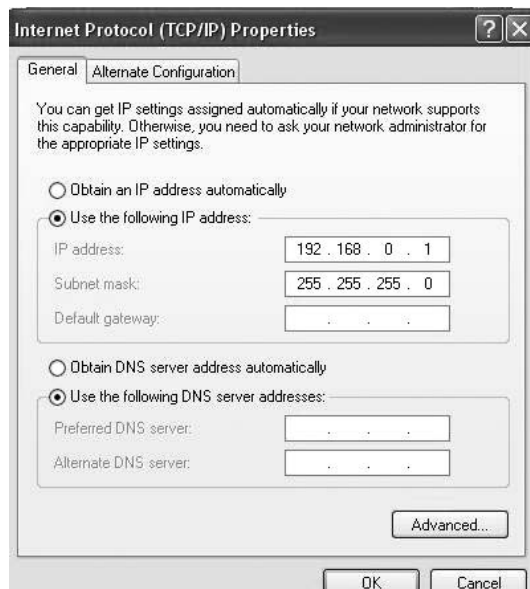 Internet Protocol (TCP/IP) Properties
General Alternate Configuration
You can get IP settings assigned automatically if your network supports
this capability. Otherwise, you need to ask your network administrator for
the appropriate IP settings.
Obtain an IP address automatically
Use the following IP address:
IP address: 192 . 168 . 0 . 1
Subnet mask: 255 . 255 . 255 . 0
Default gateway: . . .
Obtain DNS server address automatically
Use the following DNS server addresses:
Preferred DNS server: . . .
Alternate DNS server: . . .
Advanced...
OK Cancel